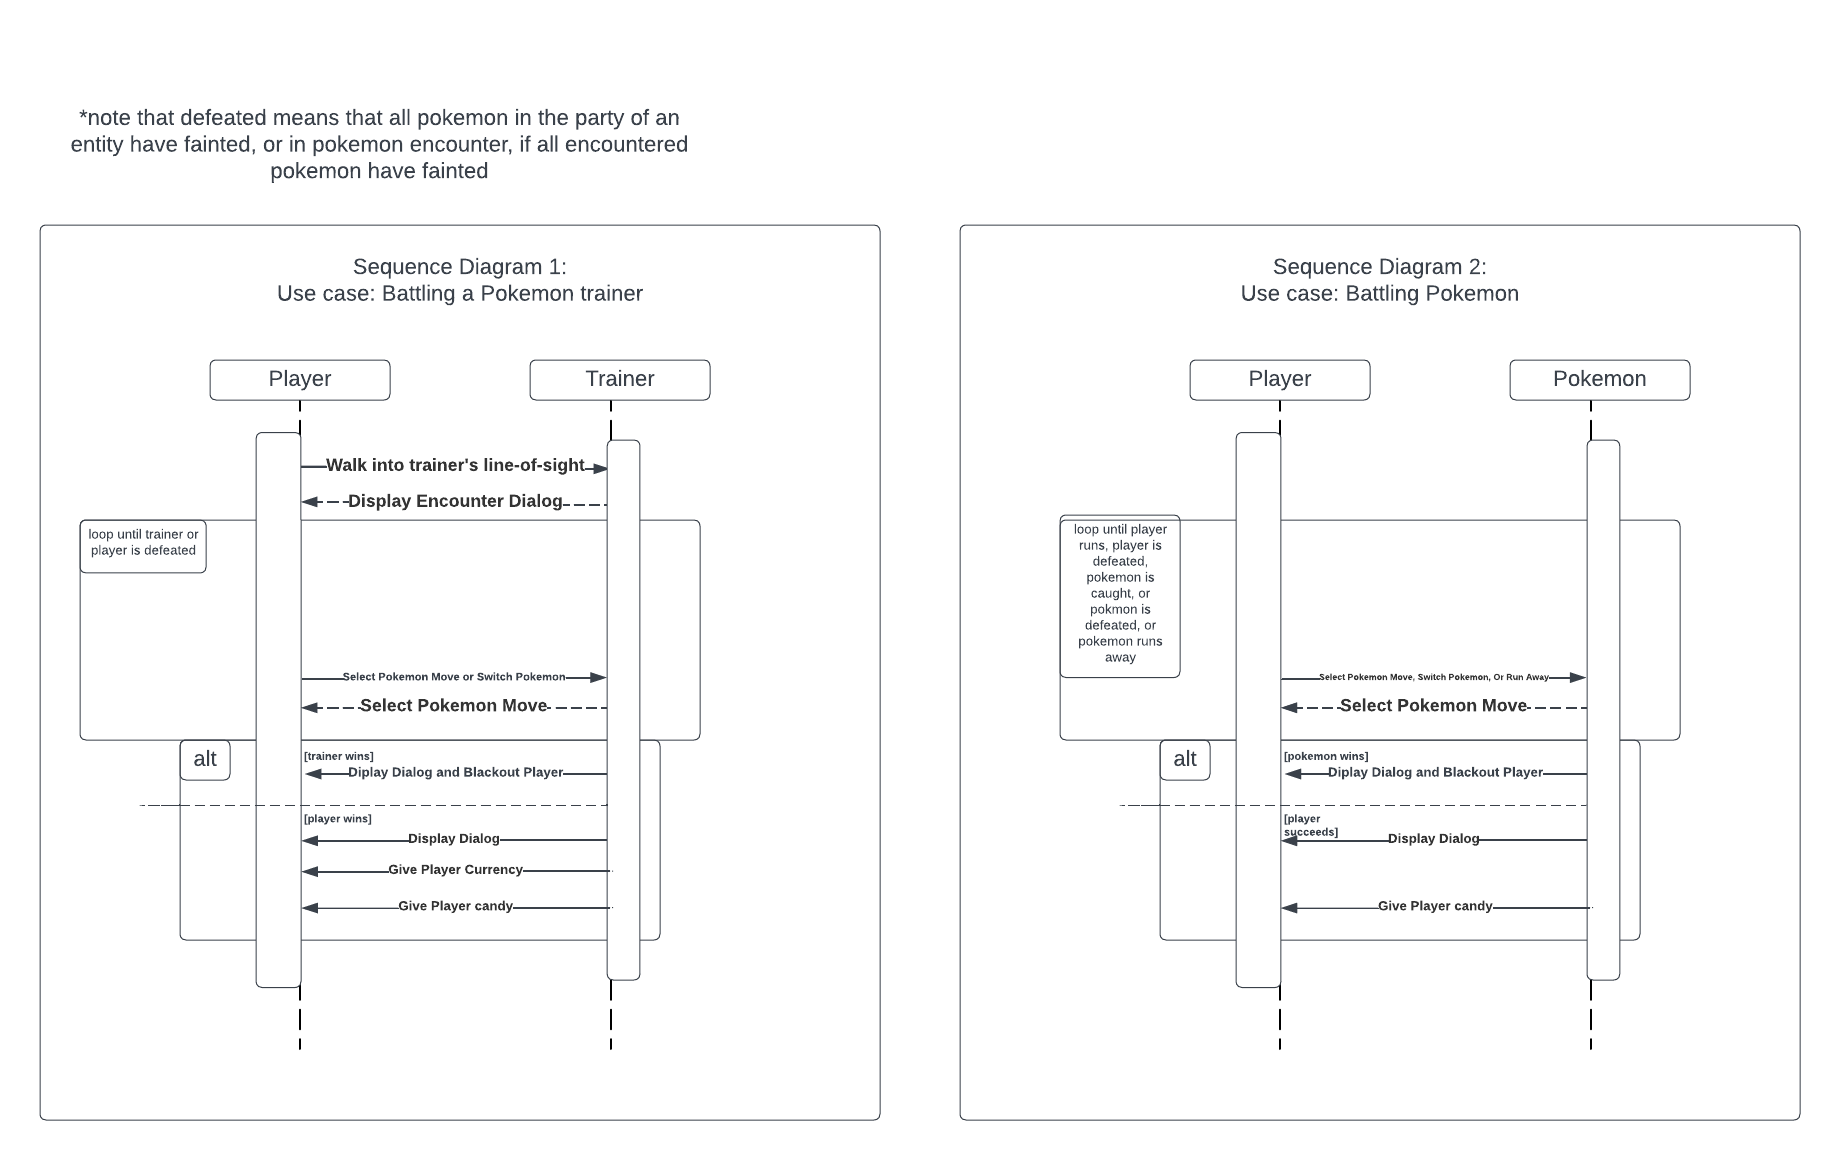 *note that defeated means that all pokemon in the party of an
entity have fainted, or in pokemon encounter, if all encountered
pokemon have fainted
Sequence Diagram 1:
Use case: Battling a Pokemon trainer
Player
Trainer
Walk into trainer's line-of-sight
Display Encounter Dialog
loop until trainer or
player is defeated
Select Pokemon Move or Switch Pokemon
Select Pokemon Move
alt
[trainer wins]
Diplay Dialog and Blackout Player
[player wins]
Display Dialog
Give Player Currency
Give Player candy
Sequence Diagram 2:
Use case: Battling Pokemon
Player
Pokemon
loop until player
runs, player is
defeated,
pokemon is
caught, or
pokmon is
defeated, or
pokemon runs
away
Select Pokemon Move, Switch Pokemon, Or Run Away
Select Pokemon Move
alt
[pokemon wins]
Diplay Dialog and Blackout Player
[player
succeeds]
Display Dialog
Give Player candy